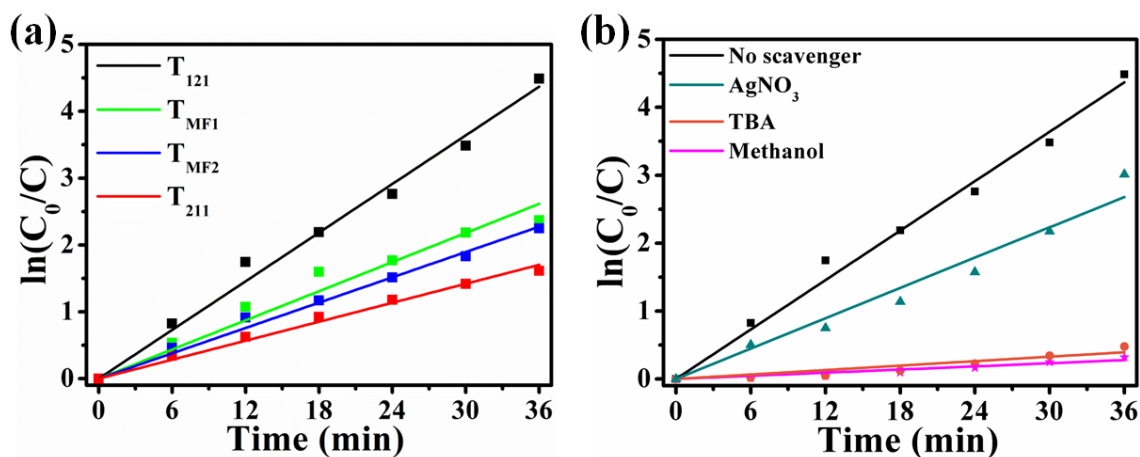 (a)
5
4
3
2
1
0
ln(C₀/C)
T₁₂₁
T_MF1
T_MF2
T₂₁₁
0 6 12 18 24 30 36
Time (min)
(b)
5
4
3
2
1
0
ln(C₀/C)
No scavenger
AgNO₃
TBA
Methanol
0 6 12 18 24 30 36
Time (min)